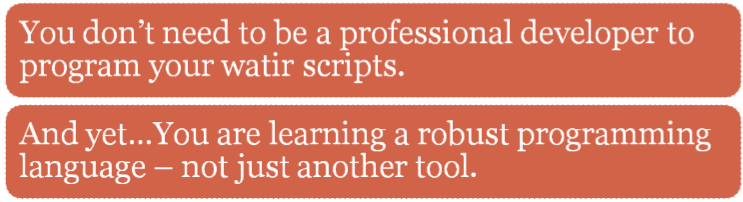 You don’t need to be a professional developer to
program your watir scripts.
And yet...You are learning a robust programming
language – not just another tool.